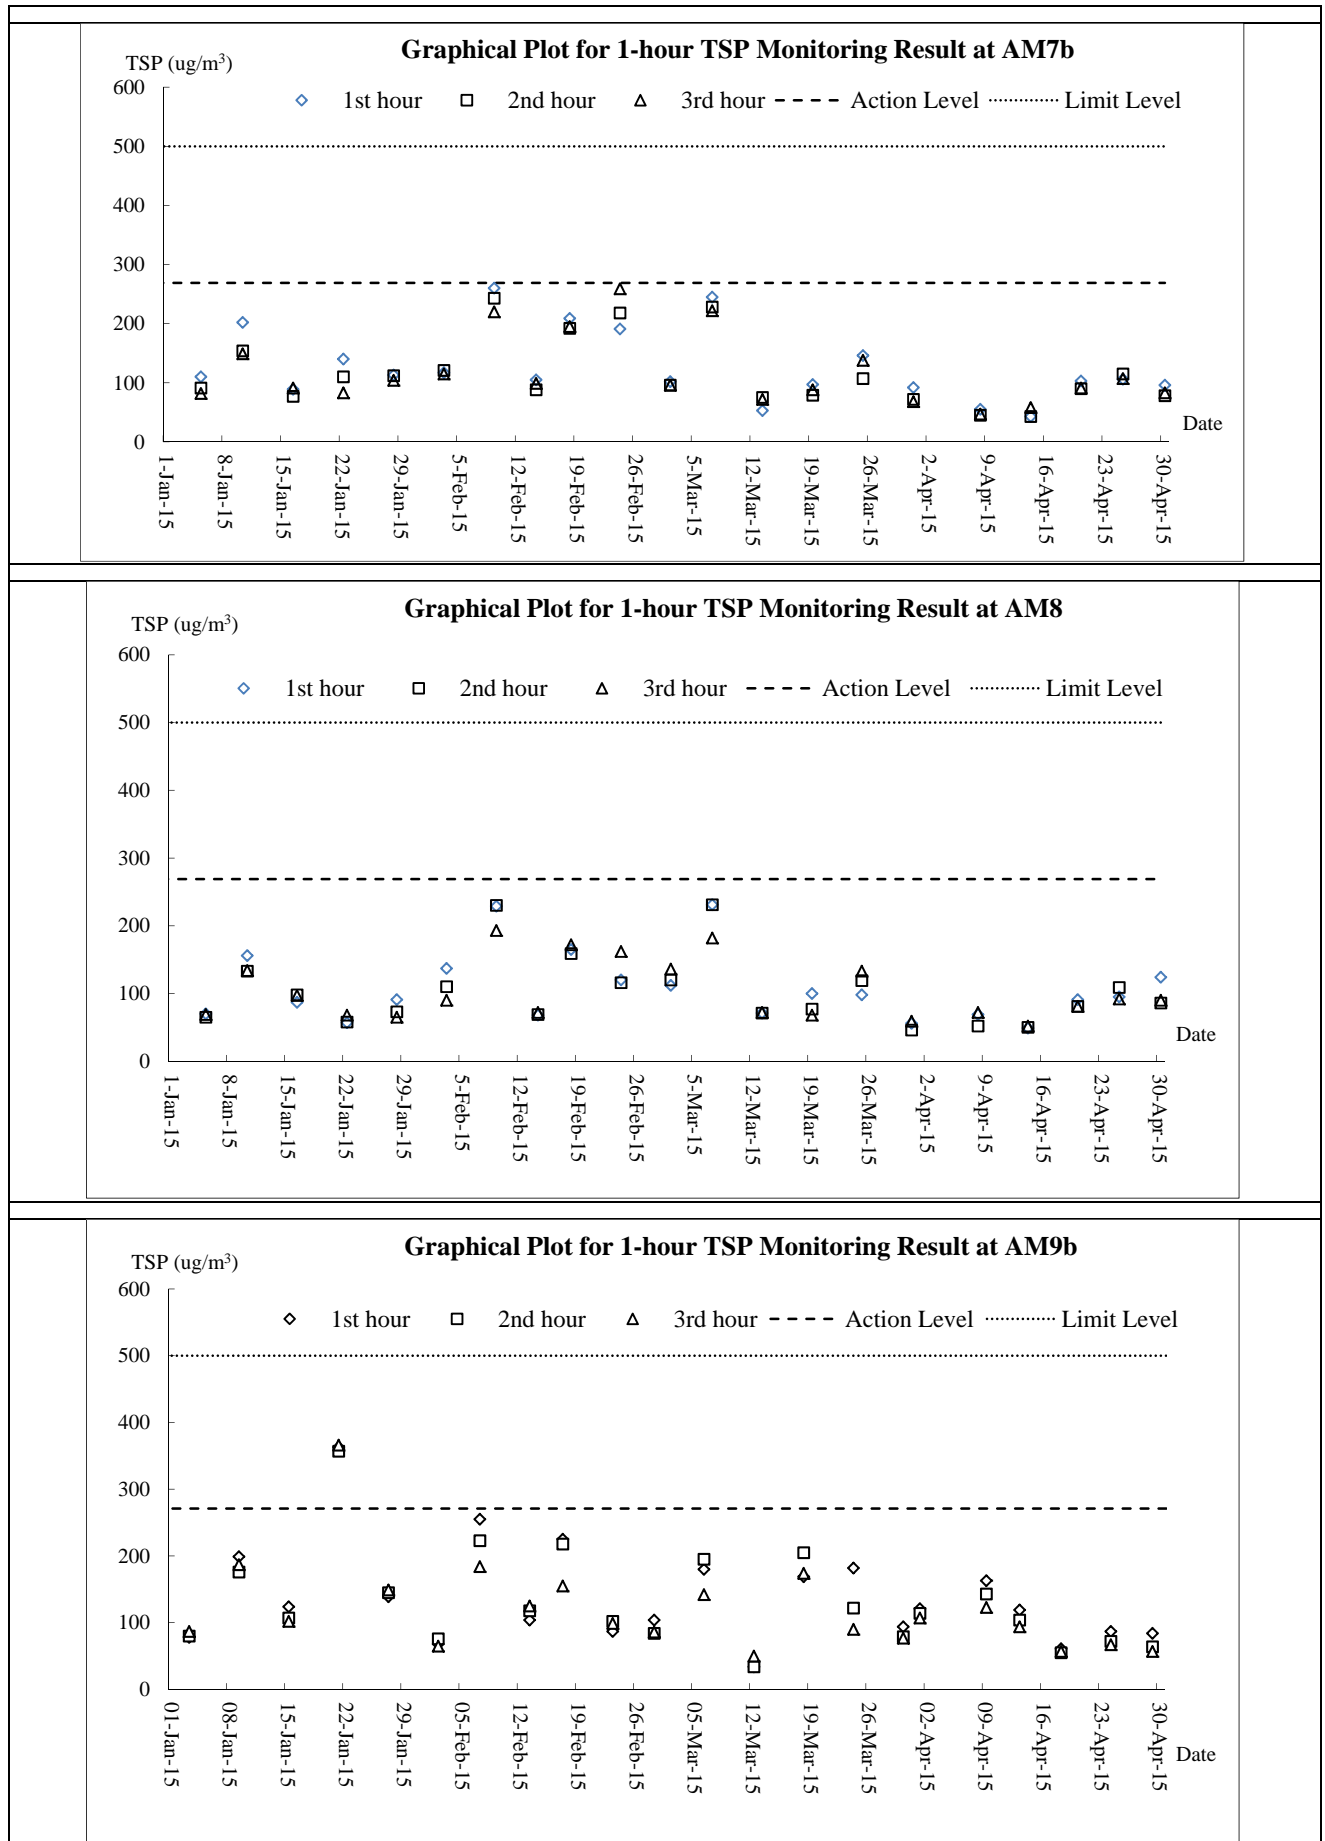 Graphical Plot for 1-hour TSP Monitoring Result at AM7b
TSP (ug/m³)
1st hour 2nd hour 3rd hour Action Level Limit Level
600
500
400
300
200
100
0
Date
1-Jan-15 8-Jan-15 15-Jan-15 22-Jan-15 29-Jan-15 5-Feb-15 12-Feb-15 19-Feb-15 26-Feb-15 5-Mar-15 12-Mar-15 19-Mar-15 26-Mar-15 2-Apr-15 9-Apr-15 16-Apr-15 23-Apr-15 30-Apr-15
Graphical Plot for 1-hour TSP Monitoring Result at AM8
TSP (ug/m³)
600
1st hour 2nd hour 3rd hour Action Level Limit Level
500
400
300
200
100
0
Date
1-Jan-15 8-Jan-15 15-Jan-15 22-Jan-15 29-Jan-15 5-Feb-15 12-Feb-15 19-Feb-15 26-Feb-15 5-Mar-15 12-Mar-15 19-Mar-15 26-Mar-15 2-Apr-15 9-Apr-15 16-Apr-15 23-Apr-15 30-Apr-15
Graphical Plot for 1-hour TSP Monitoring Result at AM9b
TSP (ug/m³)
600
1st hour 2nd hour 3rd hour Action Level Limit Level
500
400
300
200
100
0
01-Jan-15 08-Jan-15 15-Jan-15 22-Jan-15 29-Jan-15 05-Feb-15 12-Feb-15 19-Feb-15 26-Feb-15 05-Mar-15 12-Mar-15 19-Mar-15 26-Mar-15 02-Apr-15 09-Apr-15 16-Apr-15 23-Apr-15 30-Apr-15
Date